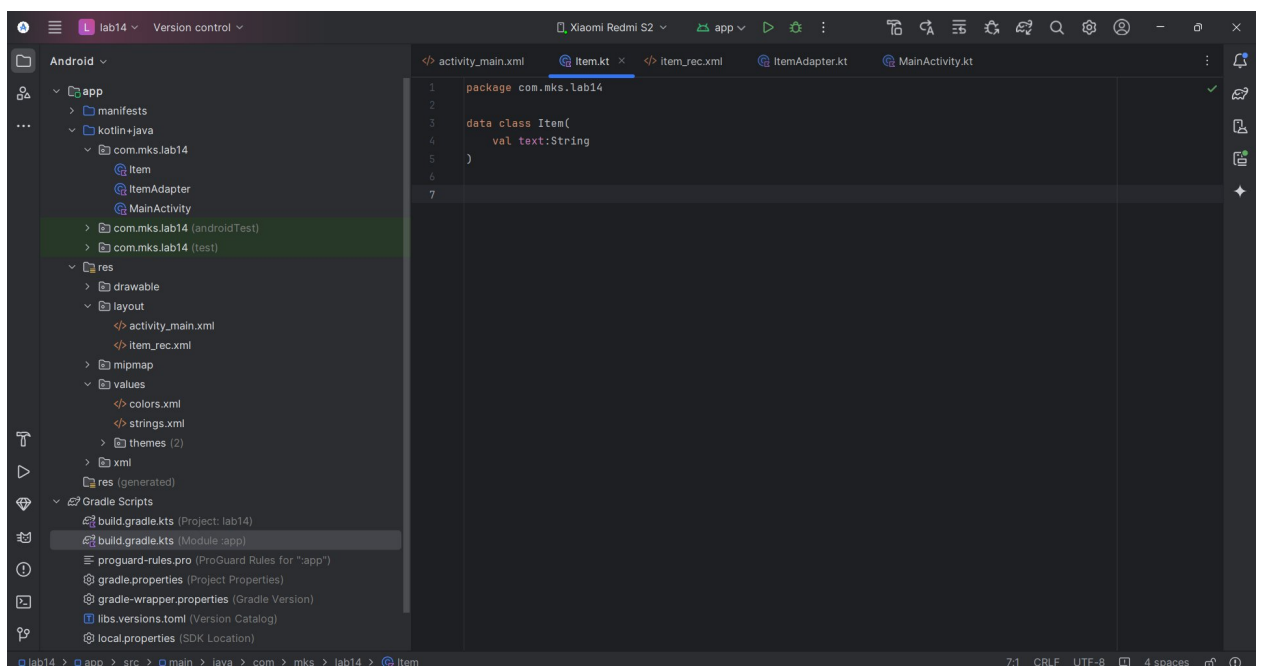 L lab14 Version control Xiaomi Redmi S2 app
Android
app
manifests
kotlin+java
com.mks.lab14
Item
ItemAdapter
MainActivity
com.mks.lab14 (androidTest)
com.mks.lab14 (test)
res
drawable
layout
activity_main.xml
item_rec.xml
mipmap
values
colors.xml
strings.xml
themes (2)
xml
res (generated)
Gradle Scripts
build.gradle.kts (Project: lab14)
build.gradle.kts (Module :app)
proguard-rules.pro (ProGuard Rules for ":app")
gradle.properties (Project Properties)
gradle-wrapper.properties (Gradle Version)
libs.versions.toml (Version Catalog)
local.properties (SDK Location)
activity_main.xml Item.kt item_rec.xml ItemAdapter.kt MainActivity.kt
1 package com.mks.lab14
2
3 data class Item(
4 val text:String
5 )
6
7
lab14 > app > src > main > java > com > mks > lab14 > Item
7:1 CRLF UTF-8 4 spaces